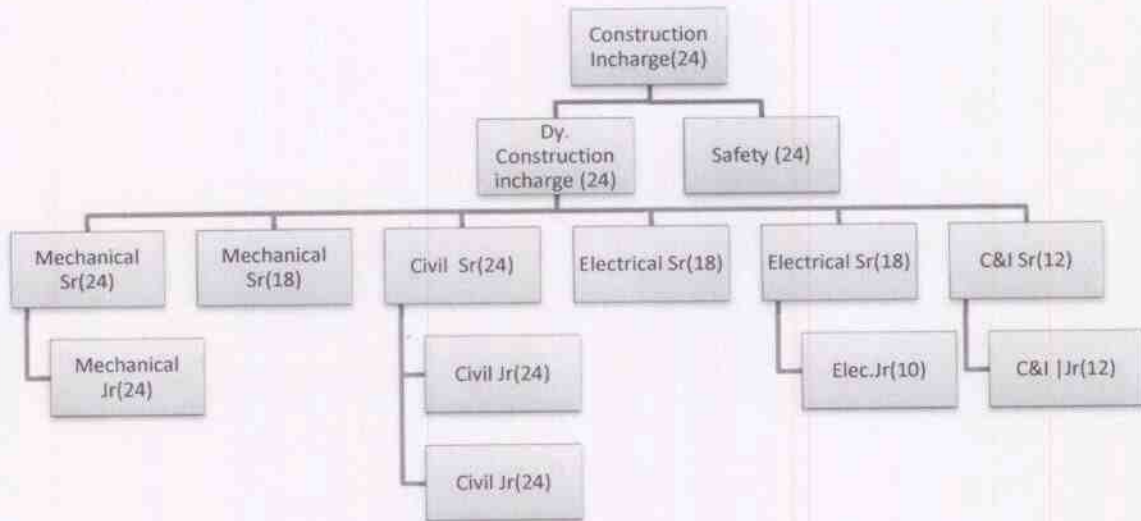 Construction
Incharge(24)
Dy.
Construction
incharge (24)
Safety (24)
Mechanical
Sr(24)
Mechanical
Sr(18)
Civil Sr(24)
Electrical Sr(18)
Electrical Sr(18)
C&I Sr(12)
Mechanical
Jr(24)
Civil Jr(24)
Elec.Jr(10)
C&I |Jr(12)
Civil Jr(24)